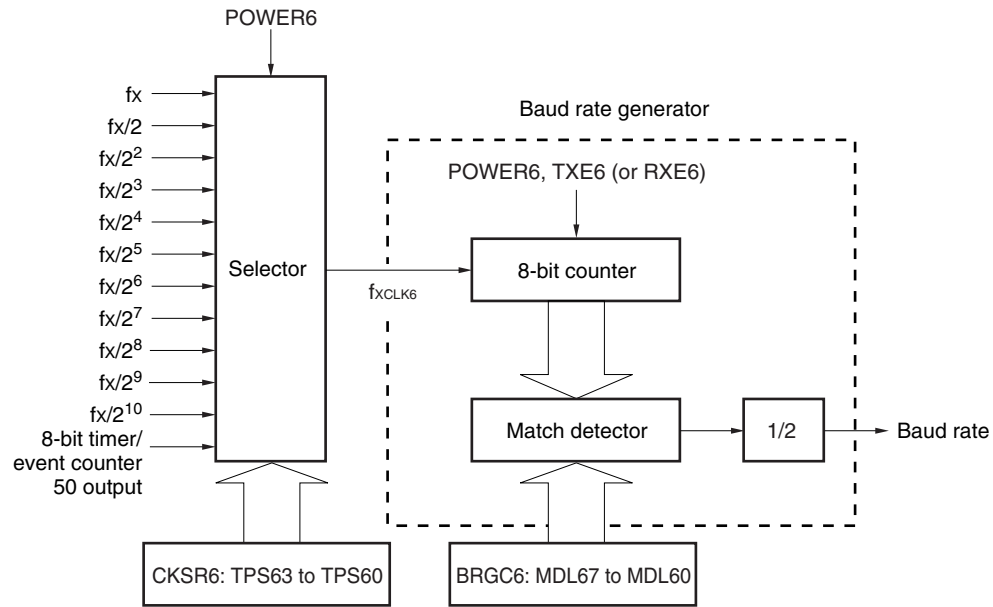 POWER6
fx
fx/2
fx/2²
fx/2³
fx/2⁴
fx/2⁵
fx/2⁶
fx/2⁷
fx/2⁸
fx/2⁹
fx/2¹⁰
8-bit timer/
event counter
50 output
Selector
fXCLK6
Baud rate generator
POWER6, TXE6 (or RXE6)
8-bit counter
Match detector
1/2
Baud rate
CKSR6: TPS63 to TPS60
BRGC6: MDL67 to MDL60